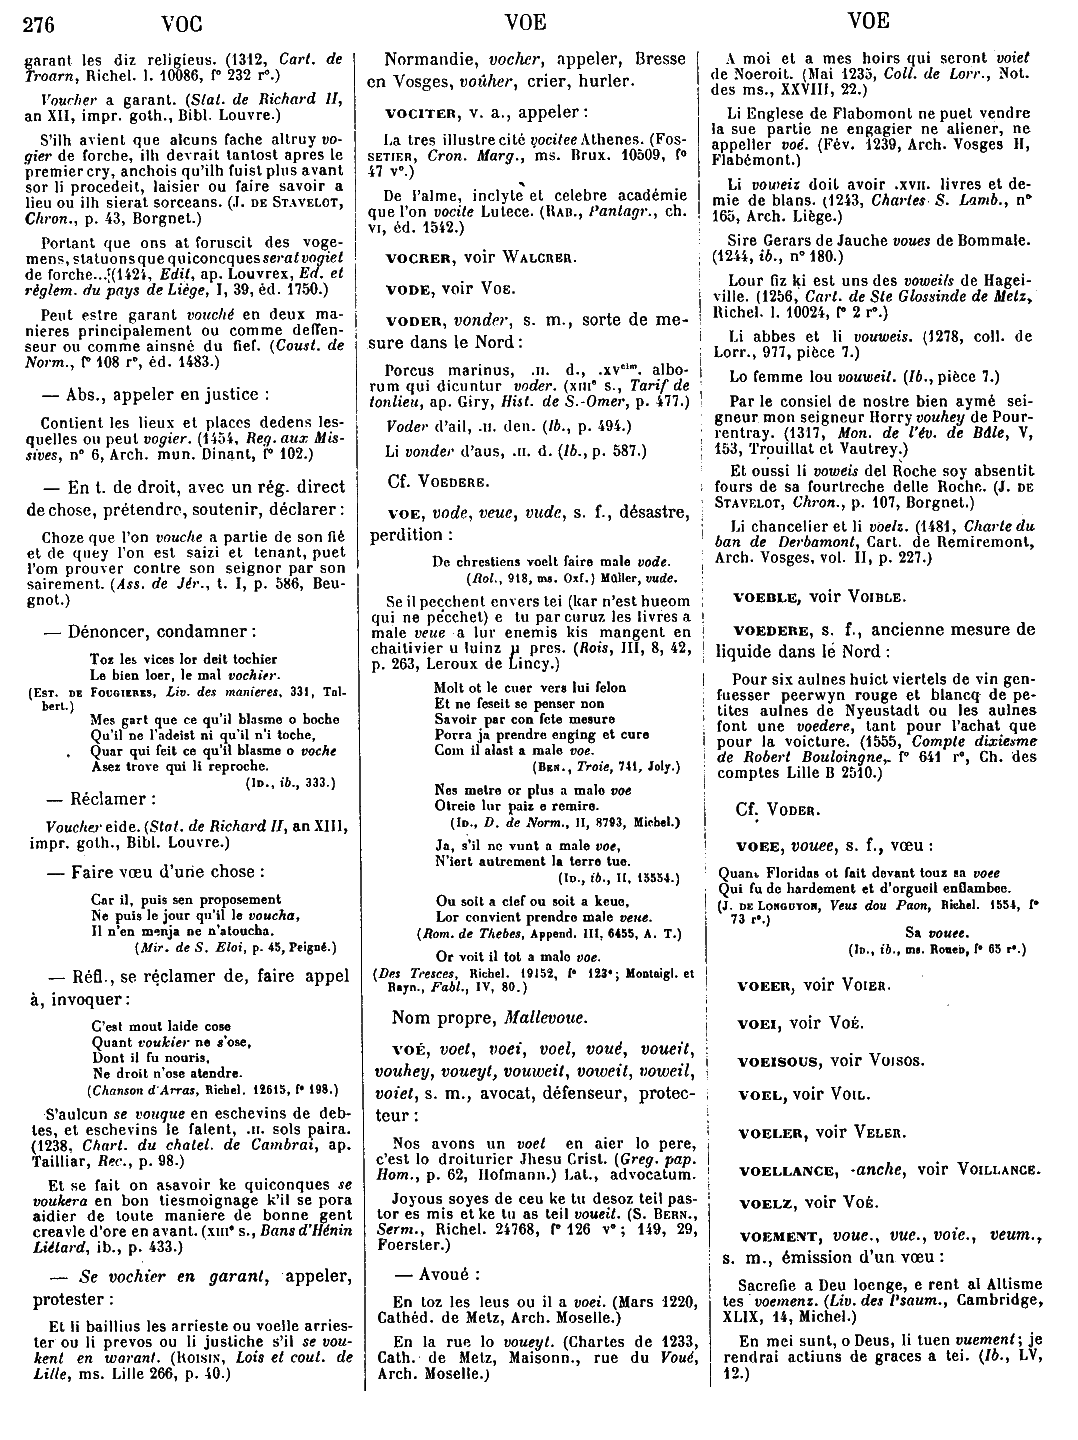 276 VOC VOE VOE
garant les diz religieus. (1312, Cart. de
Troarn, Richel. l. 10086, f° 232 r°.)
Voucher a garant. (Stat. de Richard II,
an XII, impr. goth., Bibl. Louvre.)
S'ilh avient que alcuns fache altruy vo-
gier de forche, ilh devrait tantost apres le
premier cry, anchois qu'ilh fuist plus avant
sor li procedeit, laisier ou faire savoir a
lieu ou ilh sierat sorceans. (J. DE STAVELOT,
Chron., p. 43, Borgnet.)
Portant que ons at foruscit des voge-
mens, statuons que quiconcques serat vogiet
de forche... (1424, Edit, ap. Louvrex, Ed. et
règlem. du pays de Liège, I, 39, éd. 1750.)
Peut estre garant vouché en deux ma-
nieres principalement ou comme deffen-
seur ou comme ainsné du fief. (Coust. de
Norm., f° 108 r°, éd. 1483.)
— Abs., appeler en justice :
Contient les lieux et places dedens les-
quelles on peut vogier. (1454, Reg. aux Mis-
sives, n° 6, Arch. mun. Dinant, f° 102.)
— En t. de droit, avec un rég. direct
de chose, prétendre, soutenir, déclarer :
Choze que l'on vouche a partie de son fié
et de quey l'on est saizi et tenant, puet
l'om prouver contre son seignor par son
sairement. (Ass. de Jér., t. I, p. 586, Beu-
gnot.)
— Dénoncer, condamner :
Toz les vices lor deit tochier
Le bien loer, le mal vochier.
(EST. DE FOUGIERES, Liv. des manieres, 331, Tal-
bert.)
Mes gart que ce qu'il blasme o boche
Qu'il ne l'adeist ni qu'il n'i toche,
Quar qui feit ce qu'il blasme o voche
Asez trove qui li reproche.
(ID., ib., 333.)
— Réclamer :
Voucher eide. (Stat. de Richard II, an XIII,
impr. goth., Bibl. Louvre.)
— Faire vœu d'une chose :
Car il, puis sen proposement
Ne puis le jour qu'il le voucha,
Il n'en menja ne n'atoucha.
(Mir. de S. Eloi, p. 45, Peigné.)
— Réfl., se réclamer de, faire appel
à, invoquer :
C'est mout laide cose
Quant voukier ne s'ose,
Dont il fu nouris,
Ne droit n'ose atendre.
(Chanson d'Arras, Richel. 12615, f° 198.)
S'aulcun se vouque en eschevins de deb-
tes, et eschevins le falent, .II. sols paira.
(1238, Chart. du chatel. de Cambrai, ap.
Tailliar, Rec., p. 98.)
Et se fait on asavoir ke quiconques se
voukera en bon tiesmoignage k'il se pora
aidier de toute maniere de bonne gent
creavle d'ore en avant. (XIII° s., Bans d'Hénin
Liétard, ib., p. 433.)
— Se vochier en garant, appeler,
protester :
Et li baillius les arrieste ou voelle arries-
ter ou li prevos ou li justiche s'il se vou-
kent en warant. (ROISIN, Lois et cout. de
Lille, ms. Lille 266, p. 40.)
Normandie, vocher, appeler, Bresse
en Vosges, voûher, crier, hurler.
VOCITER, v. a., appeler :
La tres illustre cité vocitee Athenes. (FOS-
SETIER, Cron. Marg., ms. Brux. 10509, f°
47 v°.)
De l'alme, inclyte et celebre académie
que l'on vocite Lutece. (RAB., Pantagr., ch.
VI, éd. 1542.)
VOCRER, voir WALCRER.
VODE, voir VOE.
VODER, vonder, s. m., sorte de me-
sure dans le Nord :
Porcus marinus, .II. d., .XVeim. albo-
rum qui dicuntur voder. (XIII° s., Tarif de
tonlieu, ap. Giry, Hist. de S.-Omer, p. 477.)
Voder d'ail, .II. den. (Ib., p. 494.)
Li vonder d'aus, .II. d. (Ib., p. 587.)
Cf. VOEDERE.
VOE, vode, veue, vude, s. f., désastre,
perdition :
De chrestiens voelt faire male vode.
(Rol., 918, ms. Oxf.) Müller, vude.
Se il pecchent envers tei (kar n'est hueom
qui ne pécchet) e tu par curuz les livres a
male veue a lur enemis kis mangent en
chaitivier u luinz u pres. (Rois, III, 8, 42,
p. 263, Leroux de Lincy.)
Molt ot le cuer vers lui felon
Et ne feseit se penser non
Savoir par con fete mesure
Porra ja prendre enging et cure
Com il alast a male voe.
(BEN., Troie, 741, Joly.)
Nes metre or plus a male voe
Otreie lur paiz e remire.
(ID., D. de Norm., II, 8793, Michel.)
Ja, s'il ne vunt a male voe,
N'iert autrement la terre tue.
(ID., ib., II, 15554.)
Ou soit a clef ou soit a keue,
Lor convient prendre male veue.
(Rom. de Thebes, Append. III, 6455, A. T.)
Or voit il tot a male voe.
(Des Tresces, Richel. 19152, f° 123°; Montaigl. et
Rayn., Fabl., IV, 80.)
Nom propre, Mallevoue.
VOÉ, voet, voei, voel, voué, voueit,
vouhey, voueyt, vouweit, voweit, voweil,
voiet, s. m., avocat, défenseur, protec-
teur :
Nos avons un voet en aier lo pere,
c'est lo droiturier Jhesu Crist. (Greg. pap.
Hom., p. 62, Hofmann.) Lat., advocatum.
Joyous soyes de ceu ke tu desoz teil pas-
tor es mis et ke tu as teil voueit. (S. BERN.,
Serm., Richel. 24768, f° 126 v°; 149, 29,
Foerster.)
— Avoué :
En toz les leus ou il a voei. (Mars 1220,
Cathéd. de Metz, Arch. Moselle.)
En la rue lo voueyt. (Chartes de 1233,
Cath. de Metz, Maisonn., rue du Voué,
Arch. Moselle.)
A moi et a mes hoirs qui seront voiet
de Noeroit. (Mai 1235, Coll. de Lorr., Not.
des ms., XXVIII, 22.)
Li Englese de Flabomont ne puet vendre
la sue partie ne engagier ne aliener, ne
appeller voé. (Fév. 1239, Arch. Vosges H,
Flabémont.)
Li voweiz doit avoir .XVII. livres et de-
mie de blans. (1243, Chartes S. Lamb., n°
165, Arch. Liège.)
Sire Gerars de Jauche voues de Bommale.
(1244, ib., n° 180.)
Lour fiz ki est uns des voweils de Hagei-
ville. (1256, Cart. de Ste Glossinde de Metz,
Richel. l. 10024, f° 2 r°.)
Li abbes et li vouweis. (1278, coll. de
Lorr., 977, pièce 7.)
Lo femme lou vouweit. (Ib., pièce 7.)
Par le consiel de nostre bien aymé sei-
gneur mon seigneur Horry vouhey de Pour-
rentray. (1317, Mon. de l'év. de Bâle, V,
153, Trouillat et Vautrey.)
Et oussi li voweis del Roche soy absentit
fours de sa fourtreche delle Roche. (J. DE
STAVELOT, Chron., p. 107, Borgnet.)
Li chancelier et li voelz. (1481, Charte du
ban de Derbamont, Cart. de Remiremont,
Arch. Vosges, vol. II, p. 227.)
VOEBLE, voir VOIBLE.
VOEDERE, s. f., ancienne mesure de
liquide dans le Nord :
Pour six aulnes huict viertels de vin gen-
fuesser peerwyn rouge et blancq de pe-
tites aulnes de Nyeustadt ou les aulnes
font une voedere, tant pour l'achat que
pour la voicture. (1555, Compte dixiesme
de Robert Bouloingne, f° 641 r°, Ch. des
comptes Lille B 2510.)
Cf. VODER.
VOEE, vouee, s. f., vœu :
Quant Floridas ot fait devant touz sa voee
Qui fu de hardement et d'orgueil enflambee.
(J. DE LONGUYON, Veus dou Paon, Richel. 1554, f°
73 r°.)
Sa vouee.
(ID., ib., ms. Rouen, f° 65 r°.)
VOEER, voir VOIER.
VOEI, voir VOÉ.
VOEISOUS, voir VOISOS.
VOEL, voir VOIL.
VOELER, voir VELER.
VOELLANCE, -anche, voir VOILLANCE.
VOELZ, voir VOÉ.
VOEMENT, voue., vue., voie., veum.,
s. m., émission d'un vœu :
Sacrefie a Deu loenge, e rent al Altisme
tes voemenz. (Liv. des Psaum., Cambridge,
XLIX, 14, Michel.)
En mei sunt, o Deus, li tuen vuement; je
rendrai actiuns de graces a tei. (Ib., LV,
12.)